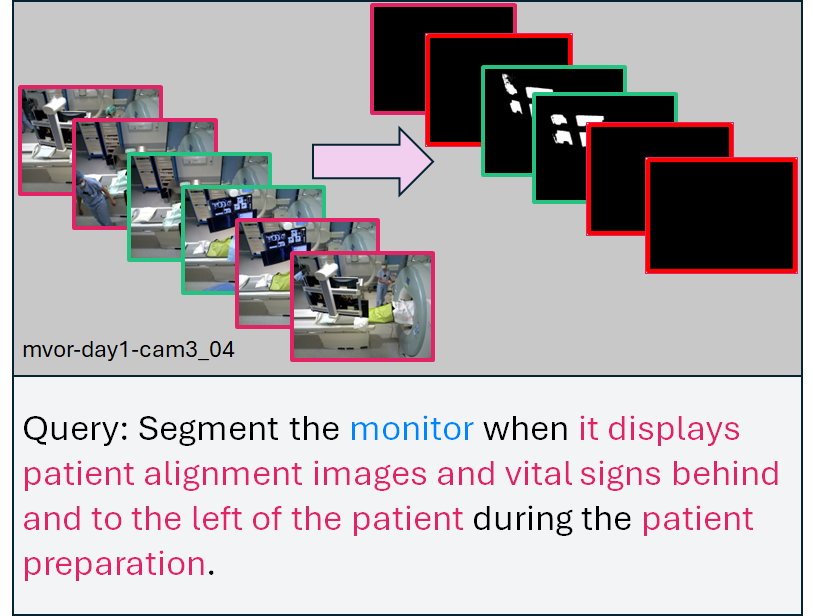 mvor-day1-cam3_04
Query: Segment the monitor when it displays
patient alignment images and vital signs behind
and to the left of the patient during the patient
preparation.